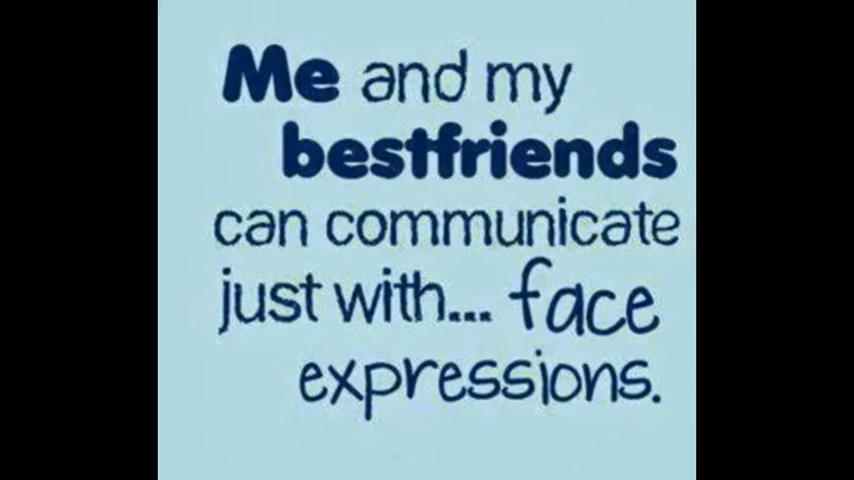 Me and my
bestfriends
can communicate
just with... face
expressions.